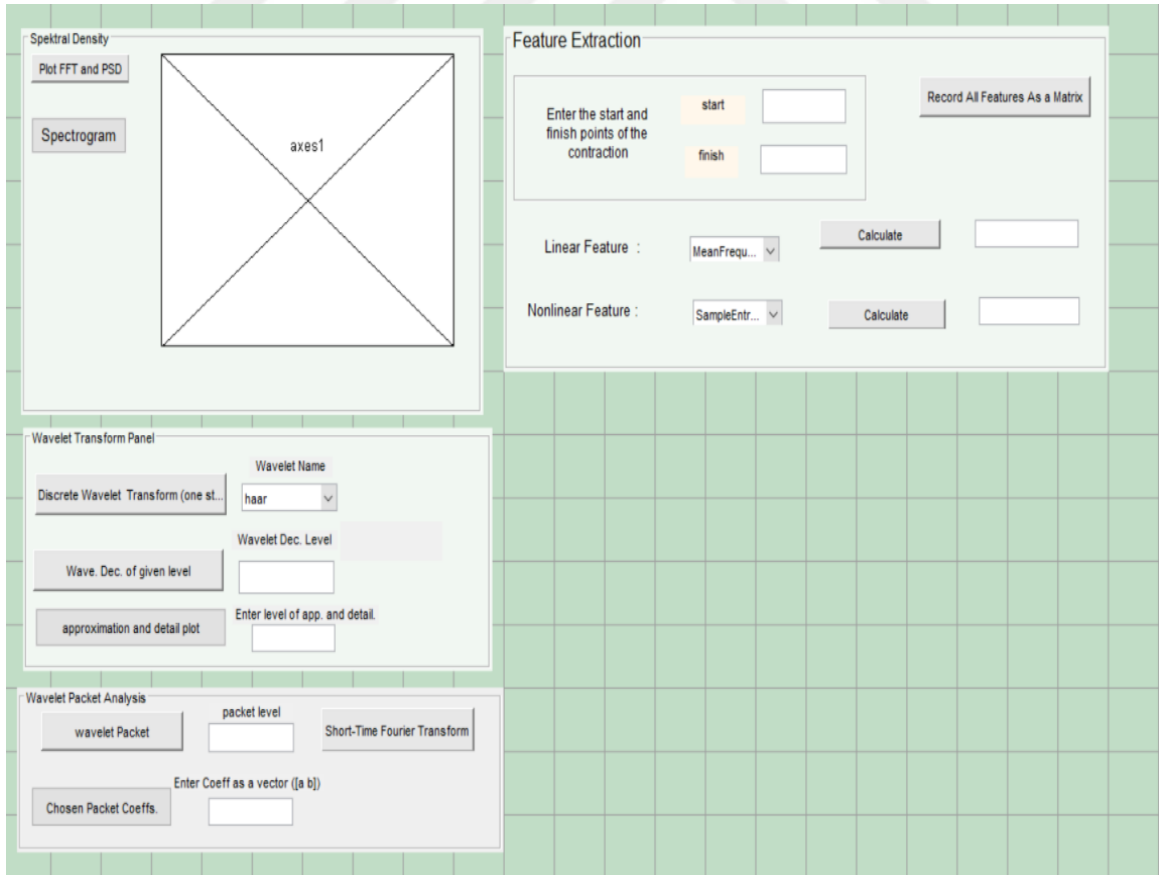 Spektral Density
Plot FFT and PSD
Spectrogram
axes1
Feature Extraction
Enter the start and
finish points of the
contraction
start
finish
Record All Features As a Matrix
Linear Feature :
MeanFrequ...
Calculate
Nonlinear Feature :
SampleEntr...
Calculate
Wavelet Transform Panel
Wavelet Name
Discrete Wavelet Transform (one st...
haar
Wavelet Dec. Level
Wave. Dec. of given level
Enter level of app. and detail.
approximation and detail plot
Wavelet Packet Analysis
packet level
wavelet Packet
Short-Time Fourier Transform
Enter Coeff as a vector ([a b])
Chosen Packet Coeffs.